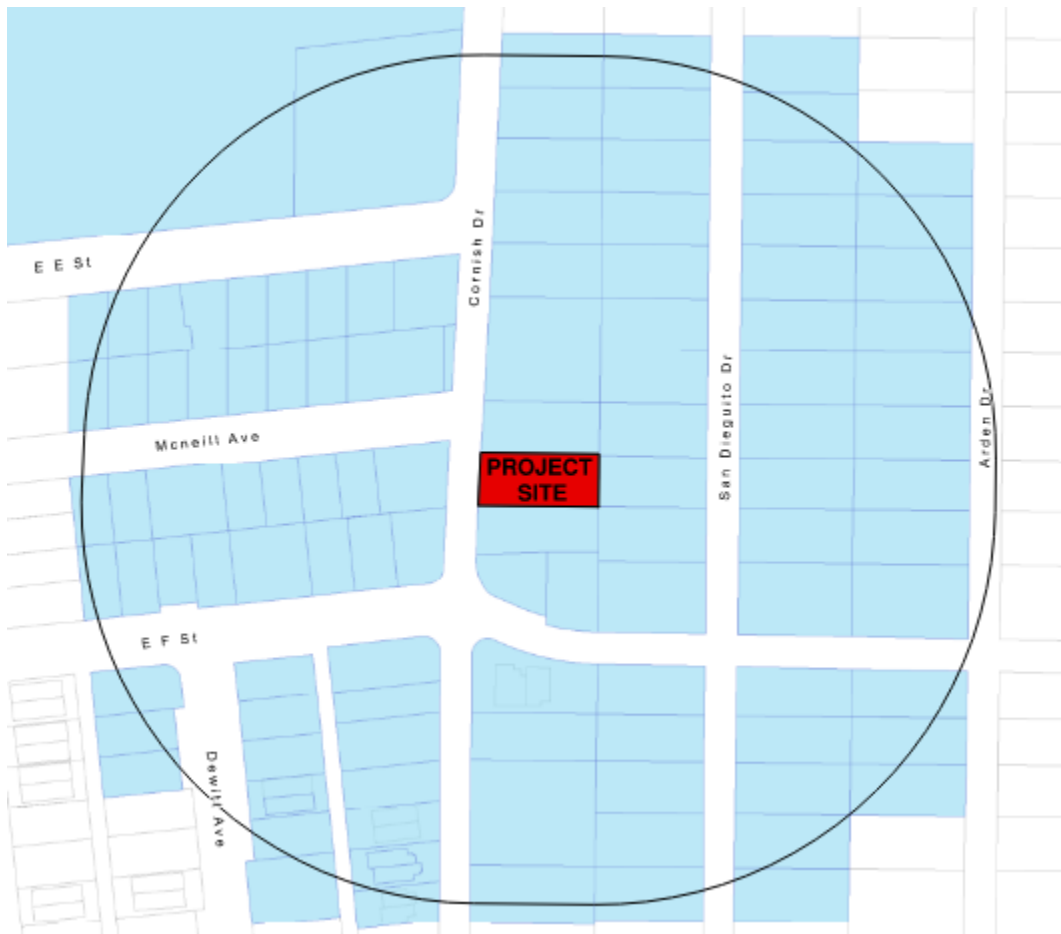 E E St
Cornish Dr
San Dieguito Dr
Arden Dr
Mcneill Ave
PROJECT
SITE
E F St
Dewitt Ave